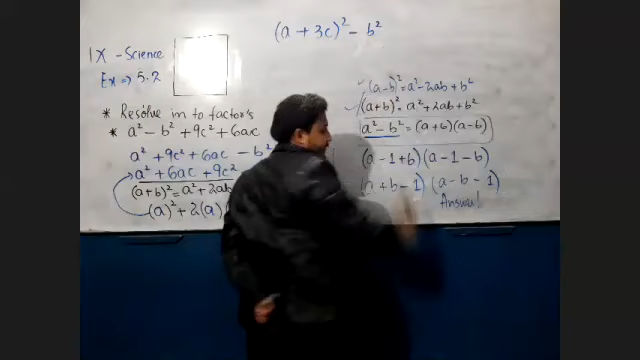 (a + 3c)² - b²
IX - Science
Ex => 5.2
* Resolve in to factor's
* a² - b² + 9c² + 6ac
a² + 9c² + 6ac - b²
a² + 6ac + 9c²
(a+b)² = a² + 2ab
(a)² + 2(a)
(a-b)² = a² - 2ab + b²
(a+b)² = a² + 2ab + b²
a² - b² = (a+b)(a-b)
(a - 1 + b)(a - 1 - b)
(a + b - 1)(a - b - 1)
Answer!